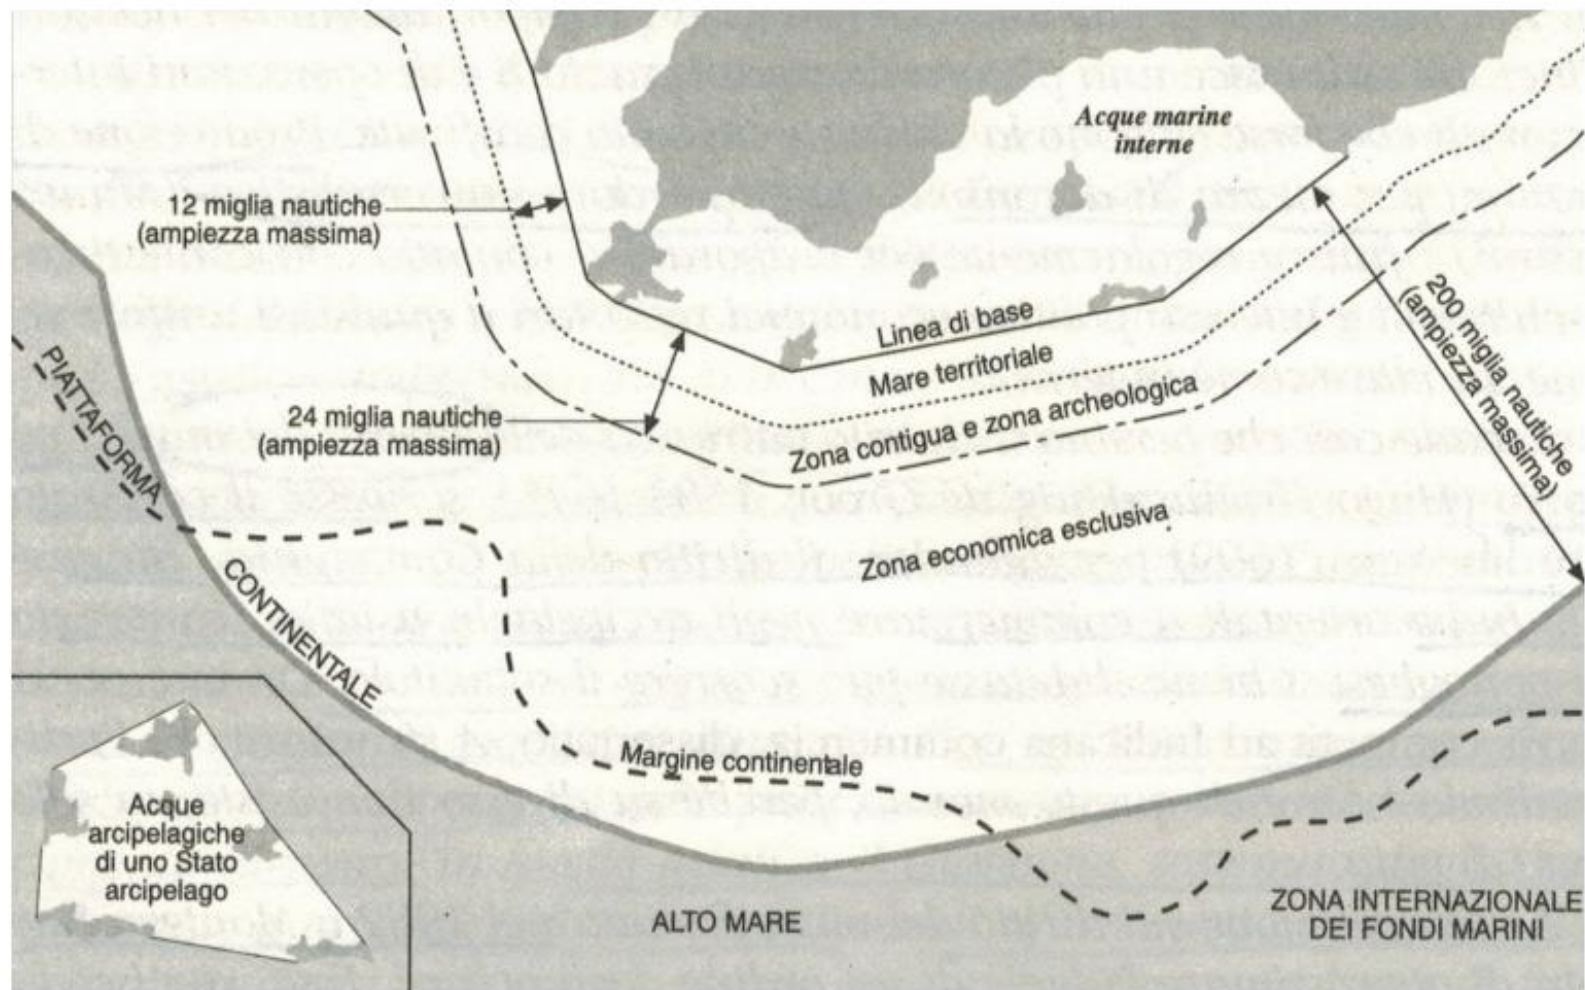 Acque marine
interne
12 miglia nautiche
(ampiezza massima)
200 miglia nautiche
(ampiezza massima)
Linea di base
Mare territoriale
24 miglia nautiche
(ampiezza massima)
Zona contigua e zona archeologica
Zona economica esclusiva
PIATTAFORMA
CONTINENTALE
Margine continentale
Acque
arcipelagiche
di uno Stato
arcipelago
ALTO MARE
ZONA INTERNAZIONALE
DEI FONDI MARINI